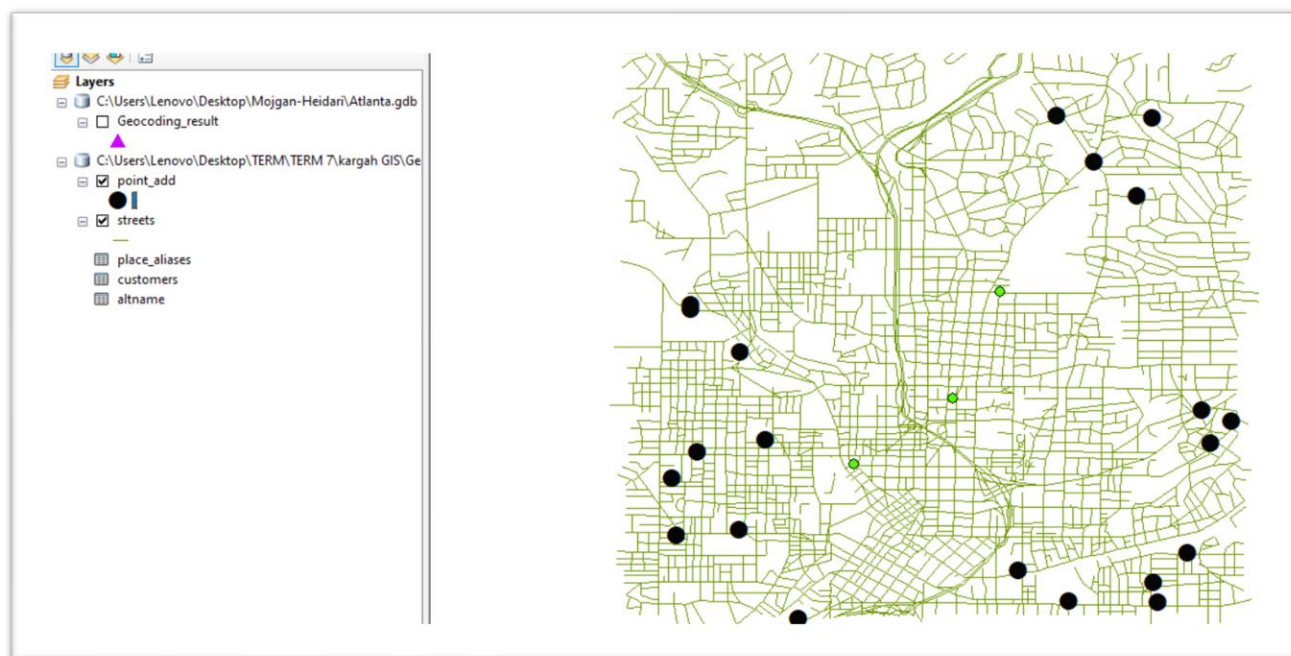 Layers
C:\Users\Lenovo\Desktop\Mojgan-Heidari\Atlanta.gdb
Geocoding_result
C:\Users\Lenovo\Desktop\TERM\TERM 7\kargah GIS\Ge
point_add
streets
place_aliases
customers
altname